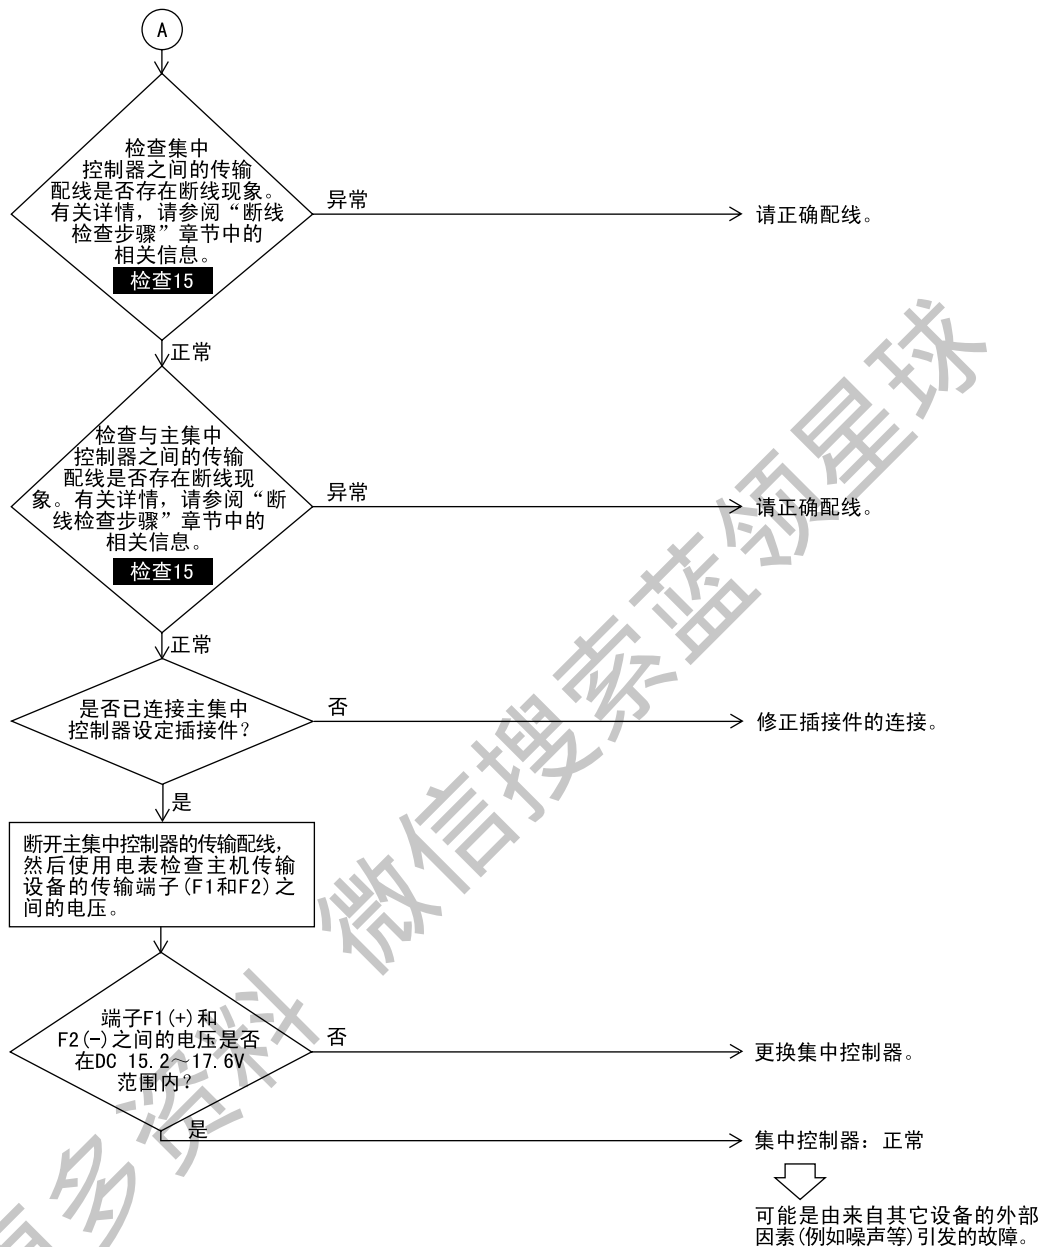 A
检查集中
控制器之间的传输
配线是否存在断线现象。
有关详情，请参阅“断线
检查步骤”章节中的
相关信息。
检查15
异常
请正确配线。
正常
检查与主集中
控制器之间的传输
配线是否存在断线现
象。有关详情，请参阅“断
线检查步骤”章节中的
相关信息。
检查15
异常
请正确配线。
正常
是否已连接主集中
控制器设定插接件？
否
修正插接件的连接。
是
断开主集中控制器的传输配线，
然后使用电表检查主机传输
设备的传输端子(F1和F2)之
间的电压。
端子F1(+)和
F2(-)之间的电压是否
在DC 15.2～17.6V
范围内？
否
更换集中控制器。
是
集中控制器：正常
可能是由来自其它设备的外部
因素(例如噪声等)引发的故障。
多资料 微信搜索蓝领星球